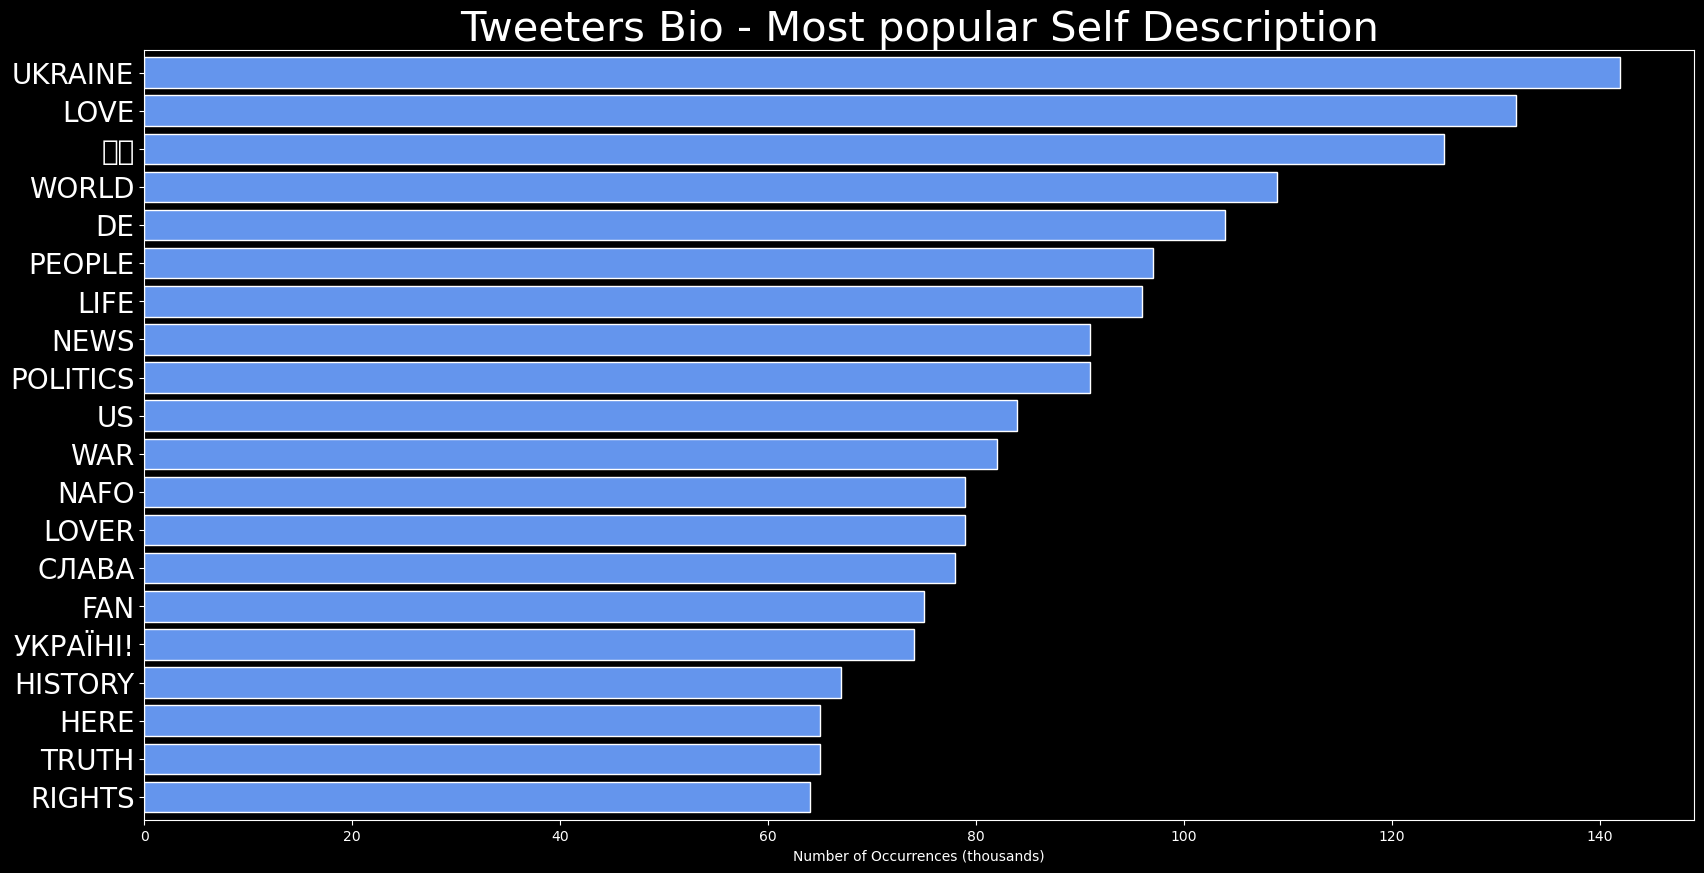 Tweeters Bio - Most popular Self Description
UKRAINE
LOVE
WORLD
DE
PEOPLE
LIFE
NEWS
POLITICS
US
WAR
NAFO
LOVER
СЛАВА
FAN
УКРАЇНІ!
HISTORY
HERE
TRUTH
RIGHTS
0 20 40 60 80 100 120 140
Number of Occurrences (thousands)